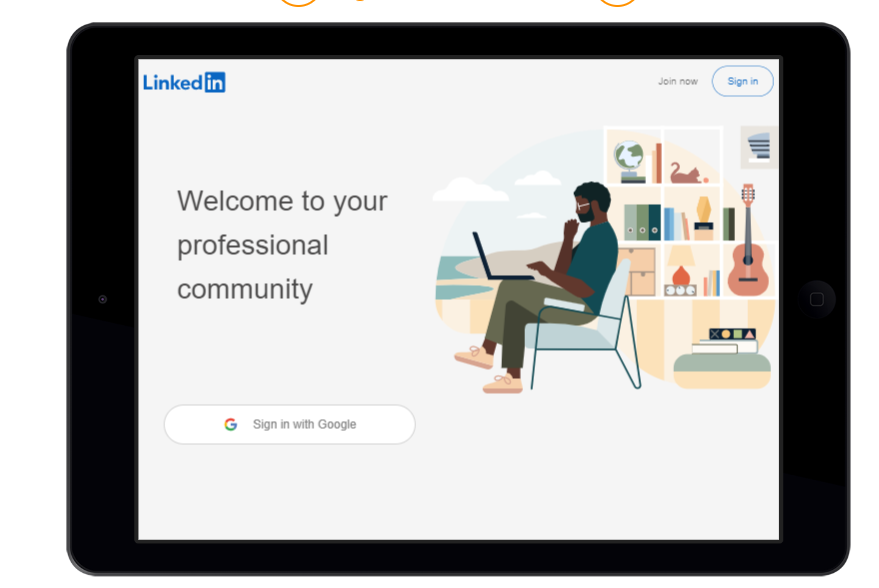 Linkedin
Join now
Sign in
Welcome to your
professional
community
Sign in with Google